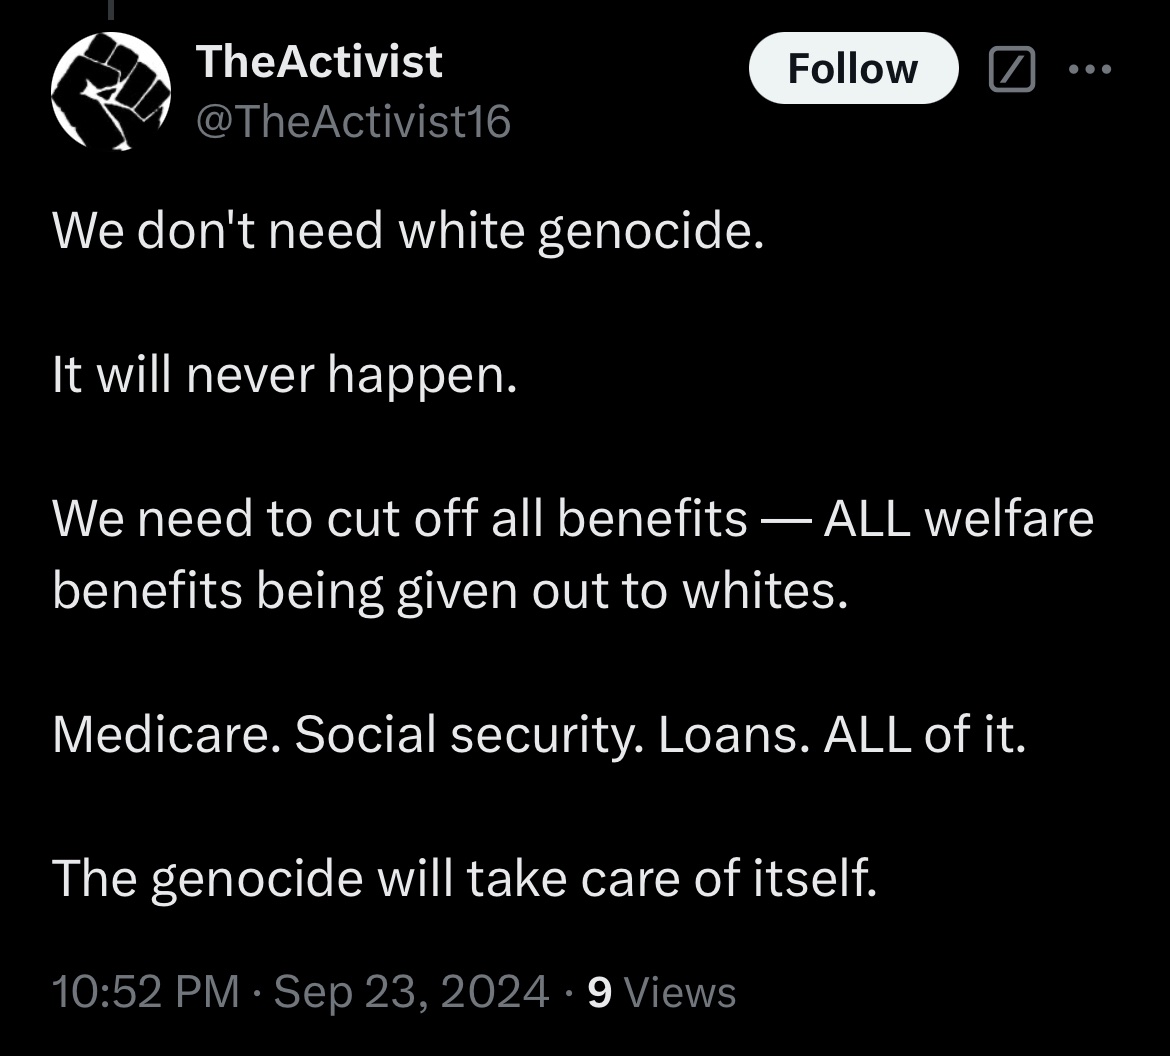 TheActivist
Follow
@TheActivist16
We don't need white genocide.
It will never happen.
We need to cut off all benefits — ALL welfare
benefits being given out to whites.
Medicare. Social security. Loans. ALL of it.
The genocide will take care of itself.
10:52 PM · Sep 23, 2024 · 9 Views